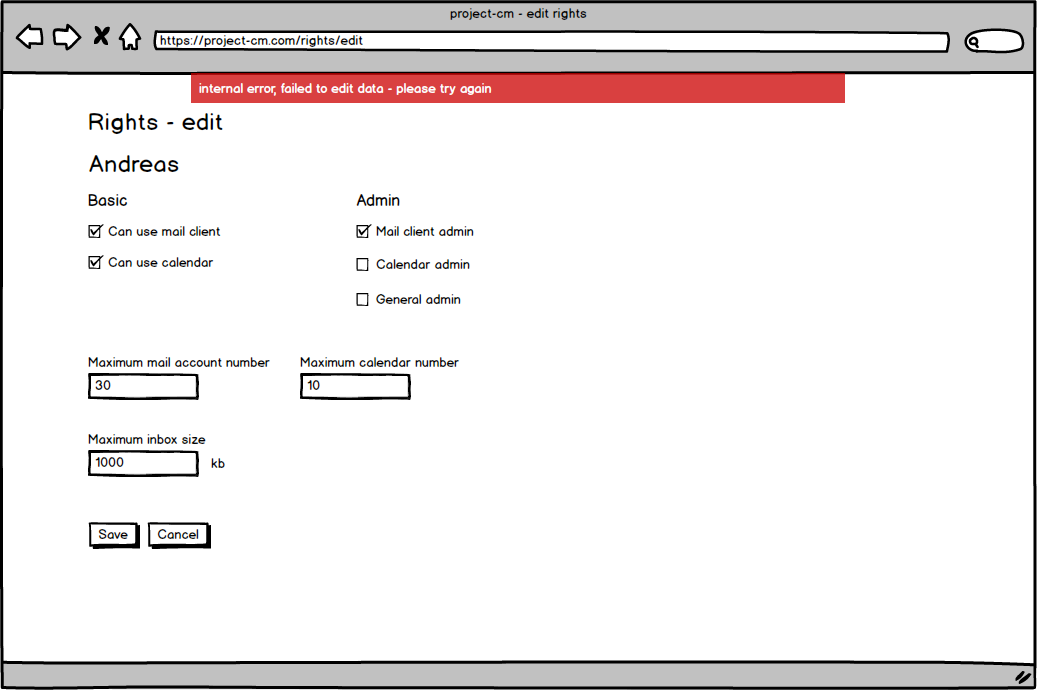 project-cm - edit rights
https://project-cm.com/rights/edit
internal error, failed to edit data - please try again
Rights - edit
Andreas
Basic
Admin
Can use mail client
Mail client admin
Can use calendar
Calendar admin
General admin
Maximum mail account number
Maximum calendar number
30
10
Maximum inbox size
1000
kb
Save
Cancel